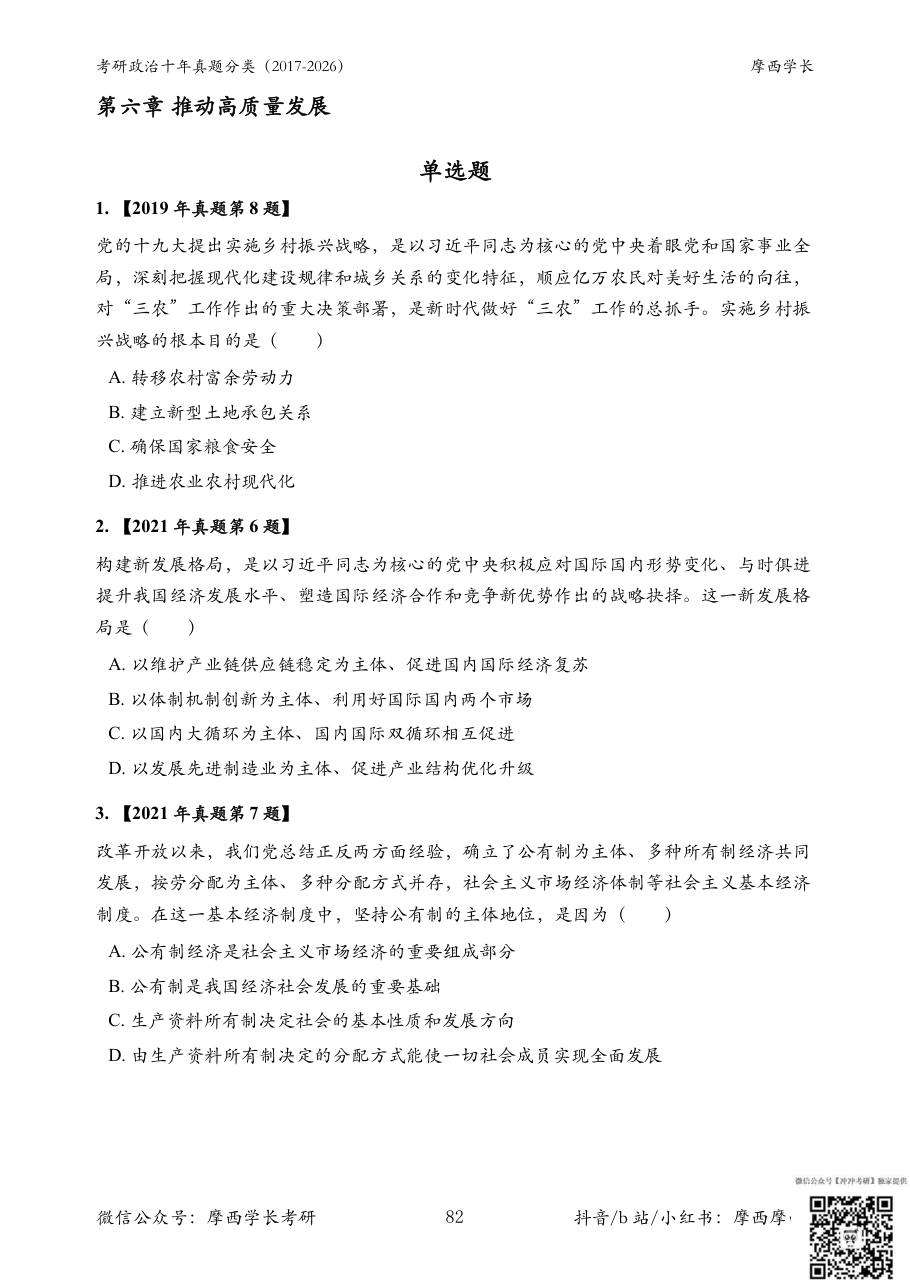 考研政治十年真题分类（2017-2026） 摩西学长
第六章 推动高质量发展
单选题
1. 【2019 年真题第 8 题】
党的十九大提出实施乡村振兴战略，是以习近平同志为核心的党中央着眼党和国家事业全
局，深刻把握现代化建设规律和城乡关系的变化特征，顺应亿万农民对美好生活的向往，
对“三农”工作作出的重大决策部署，是新时代做好“三农”工作的总抓手。实施乡村振
兴战略的根本目的是（　　）
A. 转移农村富余劳动力
B. 建立新型土地承包关系
C. 确保国家粮食安全
D. 推进农业农村现代化
2. 【2021 年真题第 6 题】
构建新发展格局，是以习近平同志为核心的党中央积极应对国际国内形势变化、与时俱进
提升我国经济发展水平、塑造国际经济合作和竞争新优势作出的战略抉择。这一新发展格
局是（　　）
A. 以维护产业链供应链稳定为主体、促进国内国际经济复苏
B. 以体制机制创新为主体、利用好国际国内两个市场
C. 以国内大循环为主体、国内国际双循环相互促进
D. 以发展先进制造业为主体、促进产业结构优化升级
3. 【2021 年真题第 7 题】
改革开放以来，我们党总结正反两方面经验，确立了公有制为主体、多种所有制经济共同
发展，按劳分配为主体、多种分配方式并存，社会主义市场经济体制等社会主义基本经济
制度。在这一基本经济制度中，坚持公有制的主体地位，是因为（　　）
A. 公有制经济是社会主义市场经济的重要组成部分
B. 公有制是我国经济社会发展的重要基础
C. 生产资料所有制决定社会的基本性质和发展方向
D. 由生产资料所有制决定的分配方式能使一切社会成员实现全面发展
微信公众号【冲冲考研】独家提供
微信公众号：摩西学长考研 82 抖音/b 站/小红书：摩西摩